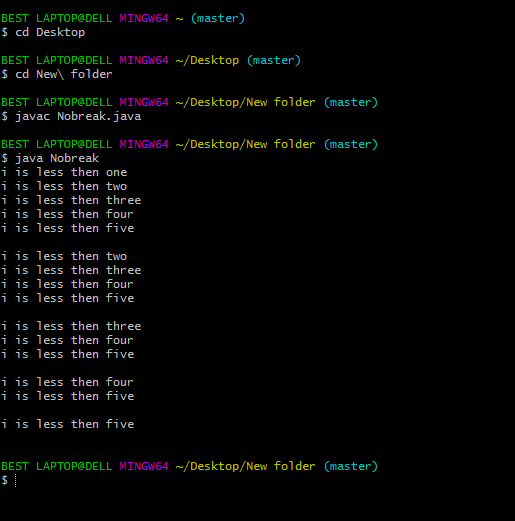 BEST LAPTOP@DELL MINGW64 ~ (master)
$ cd Desktop
BEST LAPTOP@DELL MINGW64 ~/Desktop (master)
$ cd New\ folder
BEST LAPTOP@DELL MINGW64 ~/Desktop/New folder (master)
$ javac Nobreak.java
BEST LAPTOP@DELL MINGW64 ~/Desktop/New folder (master)
$ java Nobreak
i is less then one
i is less then two
i is less then three
i is less then four
i is less then five
i is less then two
i is less then three
i is less then four
i is less then five
i is less then three
i is less then four
i is less then five
i is less then four
i is less then five
i is less then five
BEST LAPTOP@DELL MINGW64 ~/Desktop/New folder (master)
$